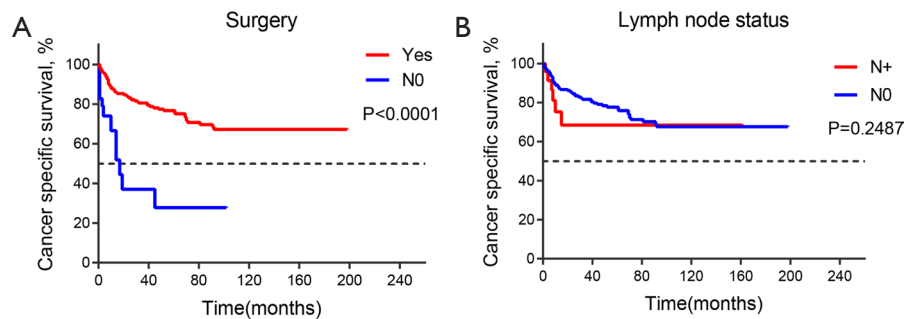 A
Surgery
Cancer specific survival, %
100
80
60
40
20
0
0 40 80 120 160 200 240
Time(months)
Yes
N0
P<0.0001
B
Lymph node status
Cancer specific survival, %
100
80
60
40
20
0
0 40 80 120 160 200 240
Time(months)
N+
N0
P=0.2487